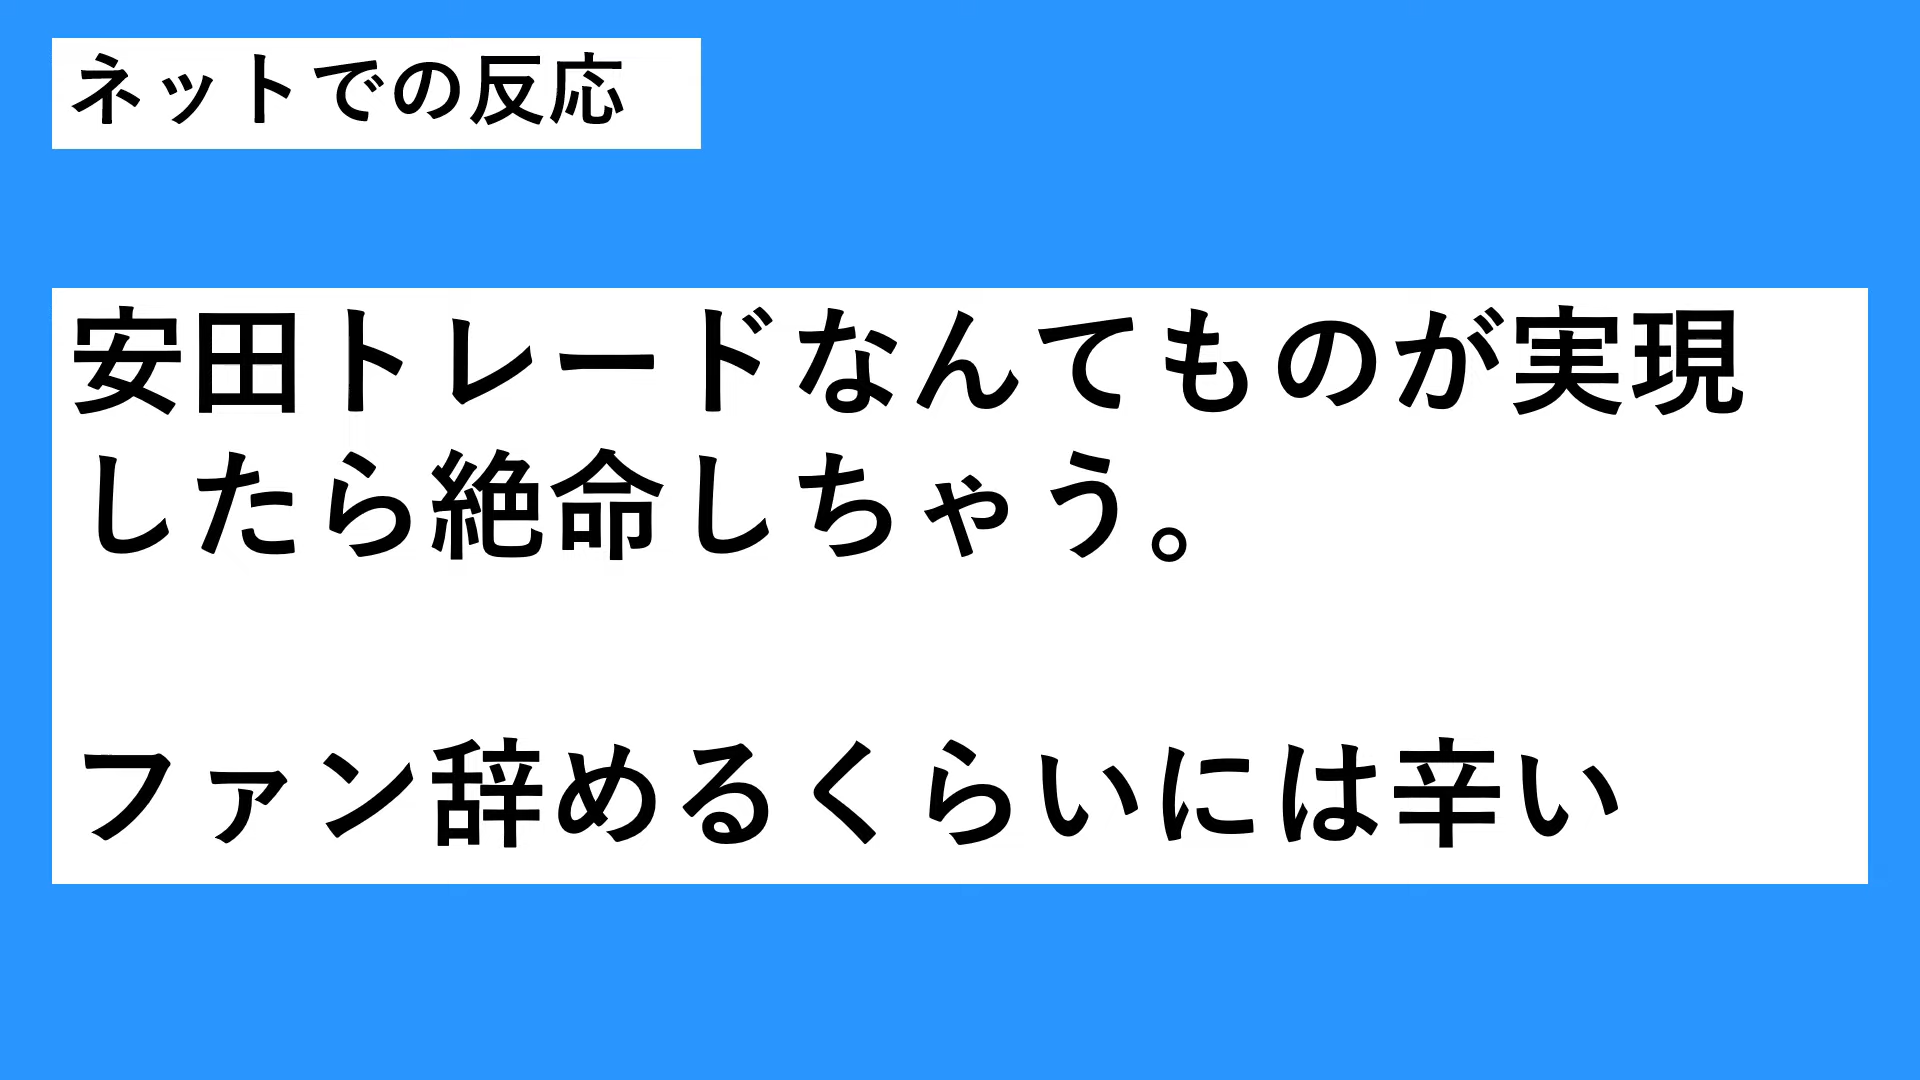 ネットでの反応
安田トレードなんてものが実現
したら絶命しちゃう。
ファン辞めるくらいには辛い